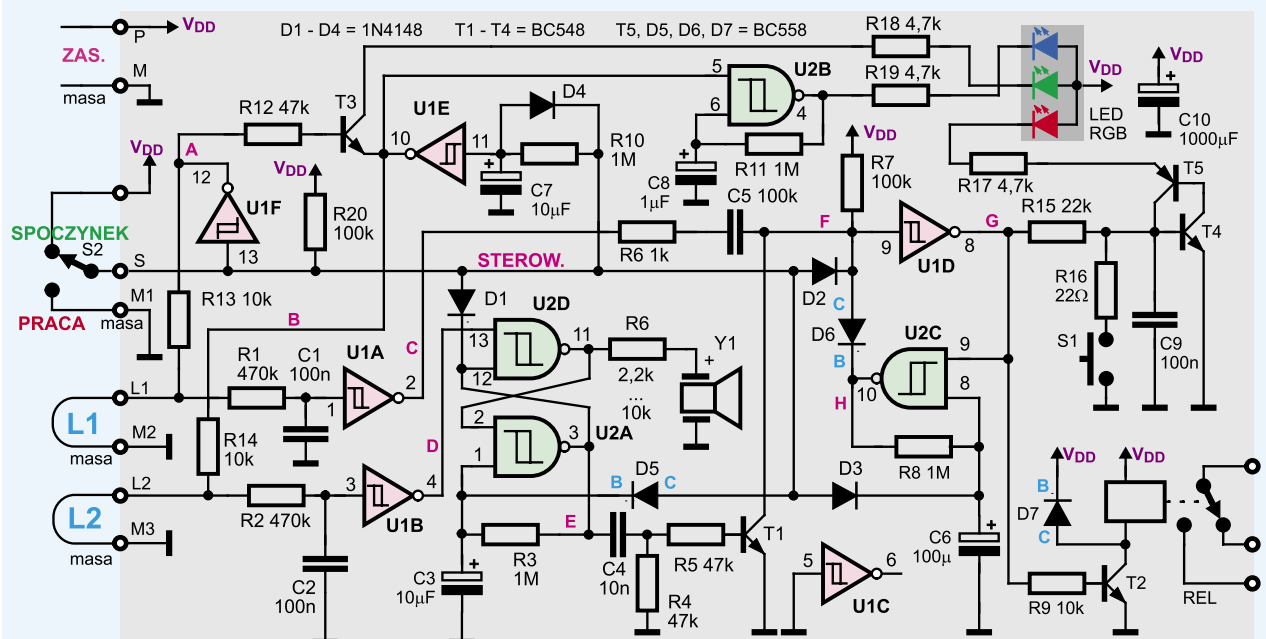 P
VDD
D1 - D4 = 1N4148
T1 - T4 = BC548
T5, D5, D6, D7 = BC558
R18 4,7k
ZAS.
M
masa
R12 47k
T3
U1E
10
11
D4
R10
1M
5
6
U2B
4
R19 4,7k
VDD
LED
RGB
VDD
+
C10
1000µF
VDD
A
12
U1F
13
VDD
R20
100k
+
C7
10µF
R11 1M
+
C8
1µF
C5 100k
VDD
R7
100k
R17 4,7k
T5
SPOCZYNEK
S2
S
STEROW.
R6 1k
F
9
U1D
8
G
R15 22k
T4
M1
masa
PRACA
R13 10k
B
D1
U2D
13
12
11
D2
C
D6
B
U2C
9
8
10
H
R16
22Ω
S1
C9
100n
L1
L1
M2
masa
R1
470k
C1
100n
U1A
1
2
C
R6
2,2k
...
10k
+
Y1
R14
10k
D
2
1
3
U2A
R8 1M
L2
L2
M3
masa
R2 470k
3
U1B
4
B
D5
C
D3
VDD
B
D7
C
VDD
C2
100n
R3
1M
E
C3
+
10µF
C4
10n
R5 47k
R4
47k
T1
5
6
U1C
+
C6
100µ
R9 10k
T2
REL